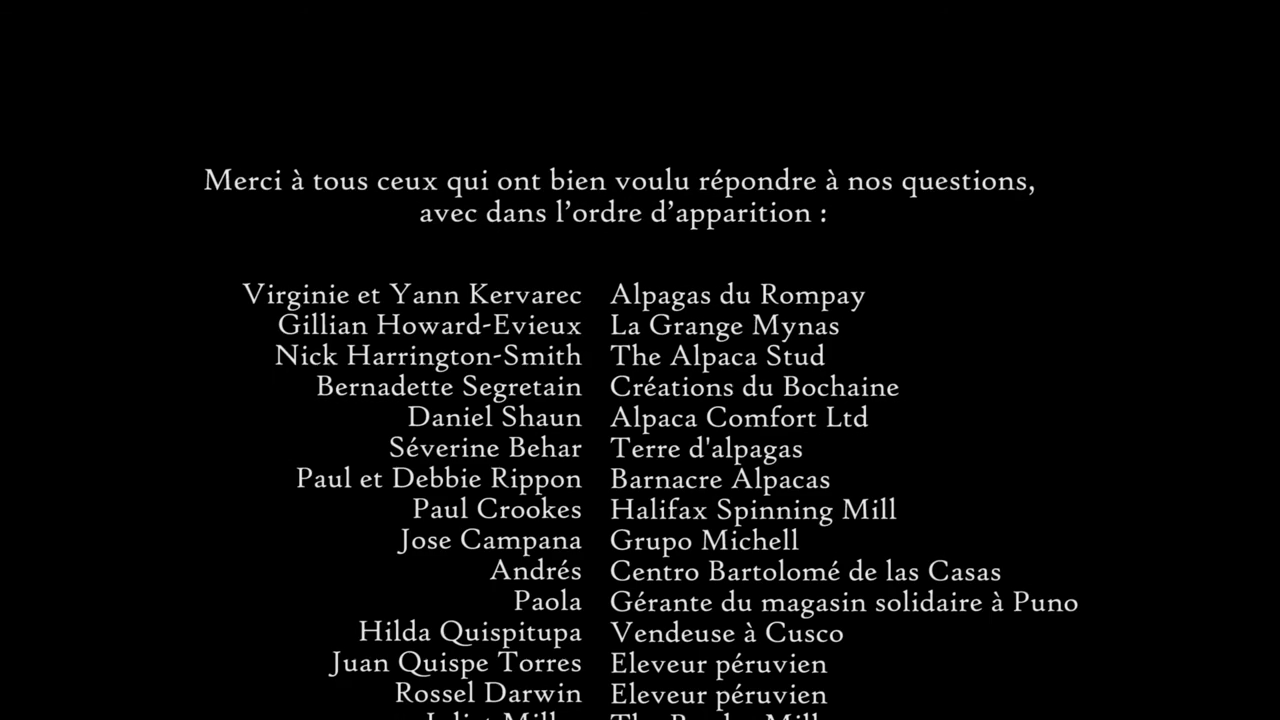 Merci à tous ceux qui ont bien voulu répondre à nos questions,
avec dans l’ordre d’apparition :
Virginie et Yann Kervarec Alpagas du Rompay
Gillian Howard-Evieux La Grange Mynas
Nick Harrington-Smith The Alpaca Stud
Bernadette Segretain Créations du Bochaine
Daniel Shaun Alpaca Comfort Ltd
Séverine Behar Terre d'alpagas
Paul et Debbie Rippon Barnacre Alpacas
Paul Crookes Halifax Spinning Mill
Jose Campana Grupo Michell
Andrés Centro Bartolomé de las Casas
Paola Gérante du magasin solidaire à Puno
Hilda Quispitupa Vendeuse à Cusco
Juan Quispe Torres Eleveur péruvien
Rossel Darwin Eleveur péruvien